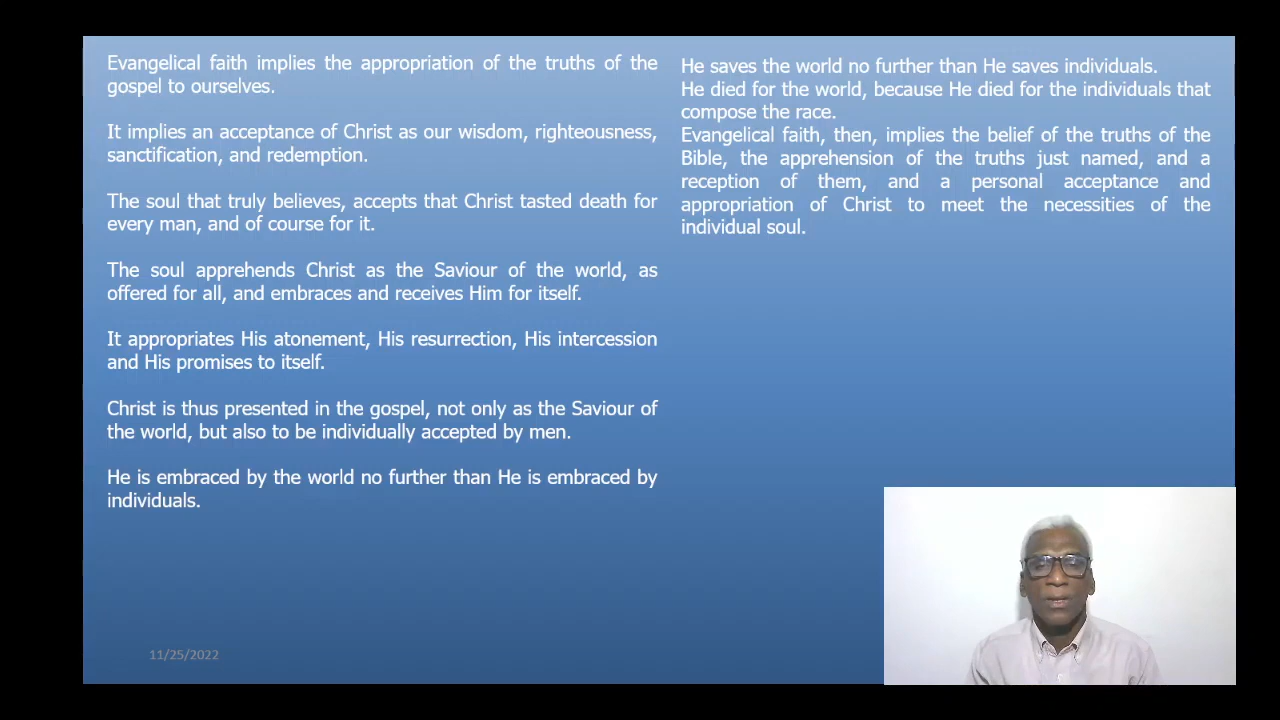 Evangelical faith implies the appropriation of the truths of the
gospel to ourselves.
It implies an acceptance of Christ as our wisdom, righteousness,
sanctification, and redemption.
The soul that truly believes, accepts that Christ tasted death for
every man, and of course for it.
The soul apprehends Christ as the Saviour of the world, as
offered for all, and embraces and receives Him for itself.
It appropriates His atonement, His resurrection, His intercession
and His promises to itself.
Christ is thus presented in the gospel, not only as the Saviour of
the world, but also to be individually accepted by men.
He is embraced by the world no further than He is embraced by
individuals.
He saves the world no further than He saves individuals.
He died for the world, because He died for the individuals that
compose the race.
Evangelical faith, then, implies the belief of the truths of the
Bible, the apprehension of the truths just named, and a
reception of them, and a personal acceptance and
appropriation of Christ to meet the necessities of the
individual soul.
11/25/2022